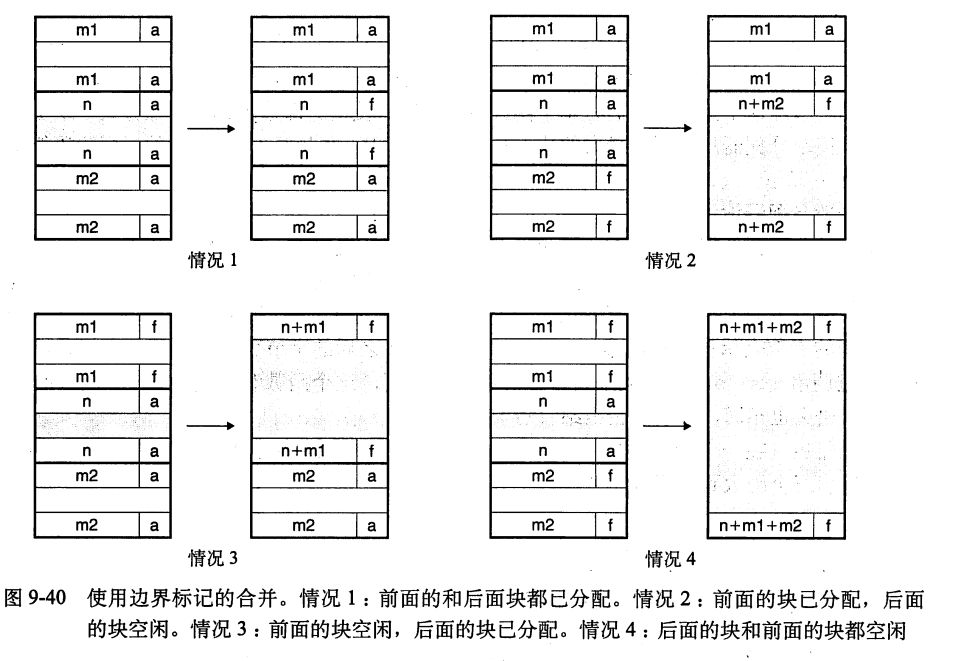 m1 a m1 a m1 a m1 a
m1 a m1 a m1 a m1 a
n a n f n a n+m2 f
n a n f n a
m2 a m2 a m2 f
m2 a m2 a m2 f n+m2 f
情况 1 情况 2
m1 f n+m1 f m1 f n+m1+m2 f
m1 f m1 f
n a n a
n a n+m1 f n a
m2 a m2 a m2 f
m2 a m2 a m2 f n+m1+m2 f
情况 3 情况 4
图 9-40 使用边界标记的合并。情况 1：前面的和后面块都已分配。情况 2：前面的块已分配，后面
的块空闲。情况 3：前面的块空闲，后面的块已分配。情况 4：后面的块和前面的块都空闲